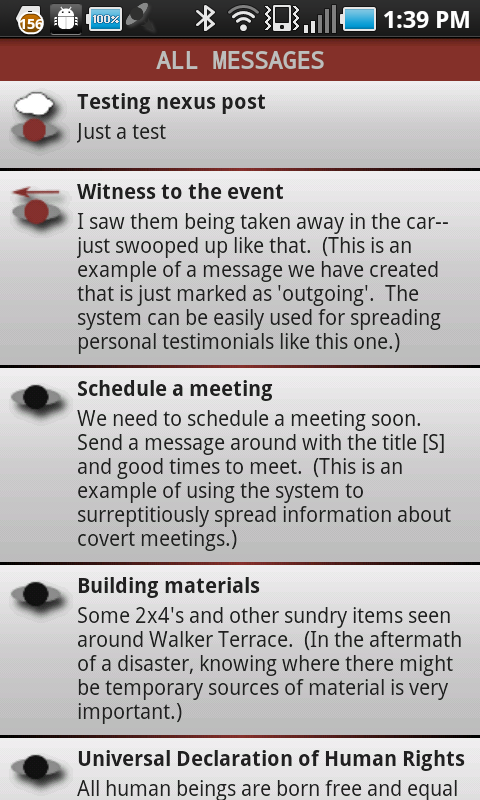 156 100% 1:39 PM
ALL MESSAGES
Testing nexus post
Just a test
Witness to the event
I saw them being taken away in the car--
just swooped up like that.  (This is an
example of a message we have created
that is just marked as 'outgoing'.  The
system can be easily used for spreading
personal testimonials like this one.)
Schedule a meeting
We need to schedule a meeting soon.
Send a message around with the title [S]
and good times to meet.  (This is an
example of using the system to
surreptitiously spread information about
covert meetings.)
Building materials
Some 2x4's and other sundry items seen
around Walker Terrace.  (In the aftermath
of a disaster, knowing where there might
be temporary sources of material is very
important.)
Universal Declaration of Human Rights
All human beings are born free and equal